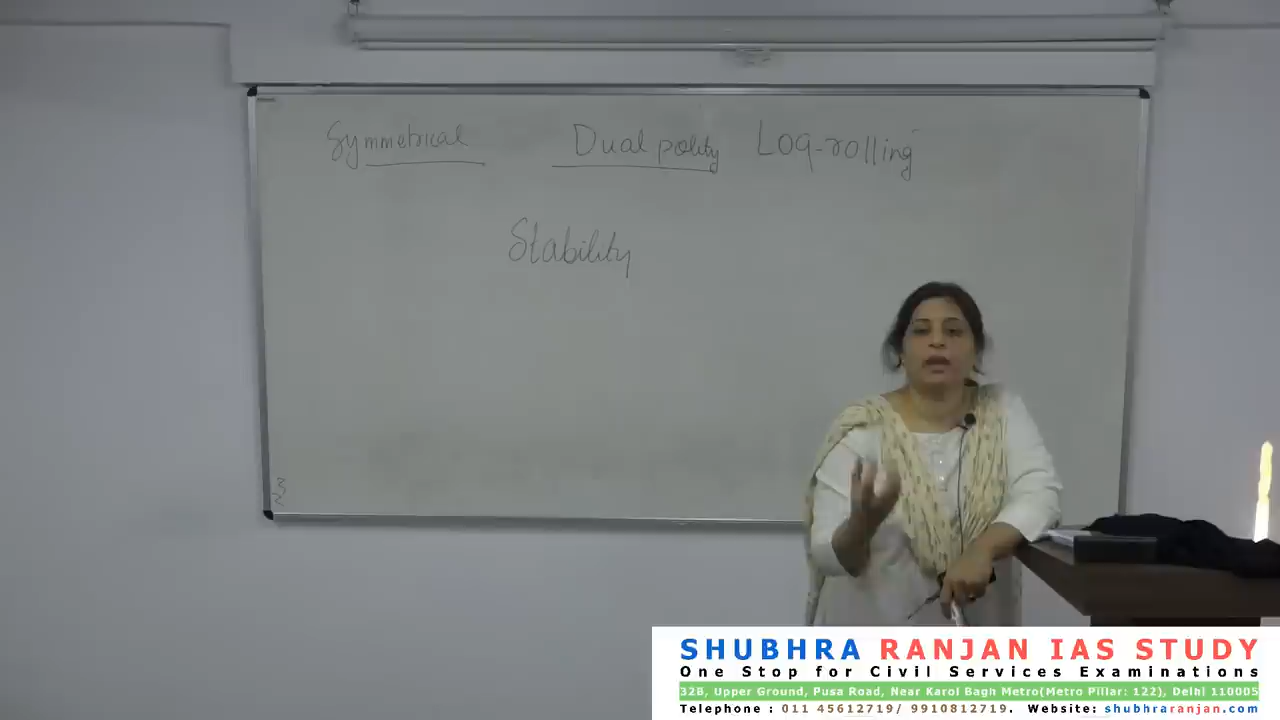 Symmetrical Dual polity Log-rolling
Stability
SHUBHRA RANJAN IAS STUDY
One Stop for Civil Services Examinations
32B, Upper Ground, Pusa Road, Near Karol Bagh Metro(Metro Pillar: 122), Delhi 110005
Telephone : 011 45612719/ 9910812719. Website: shubhraranjan.com